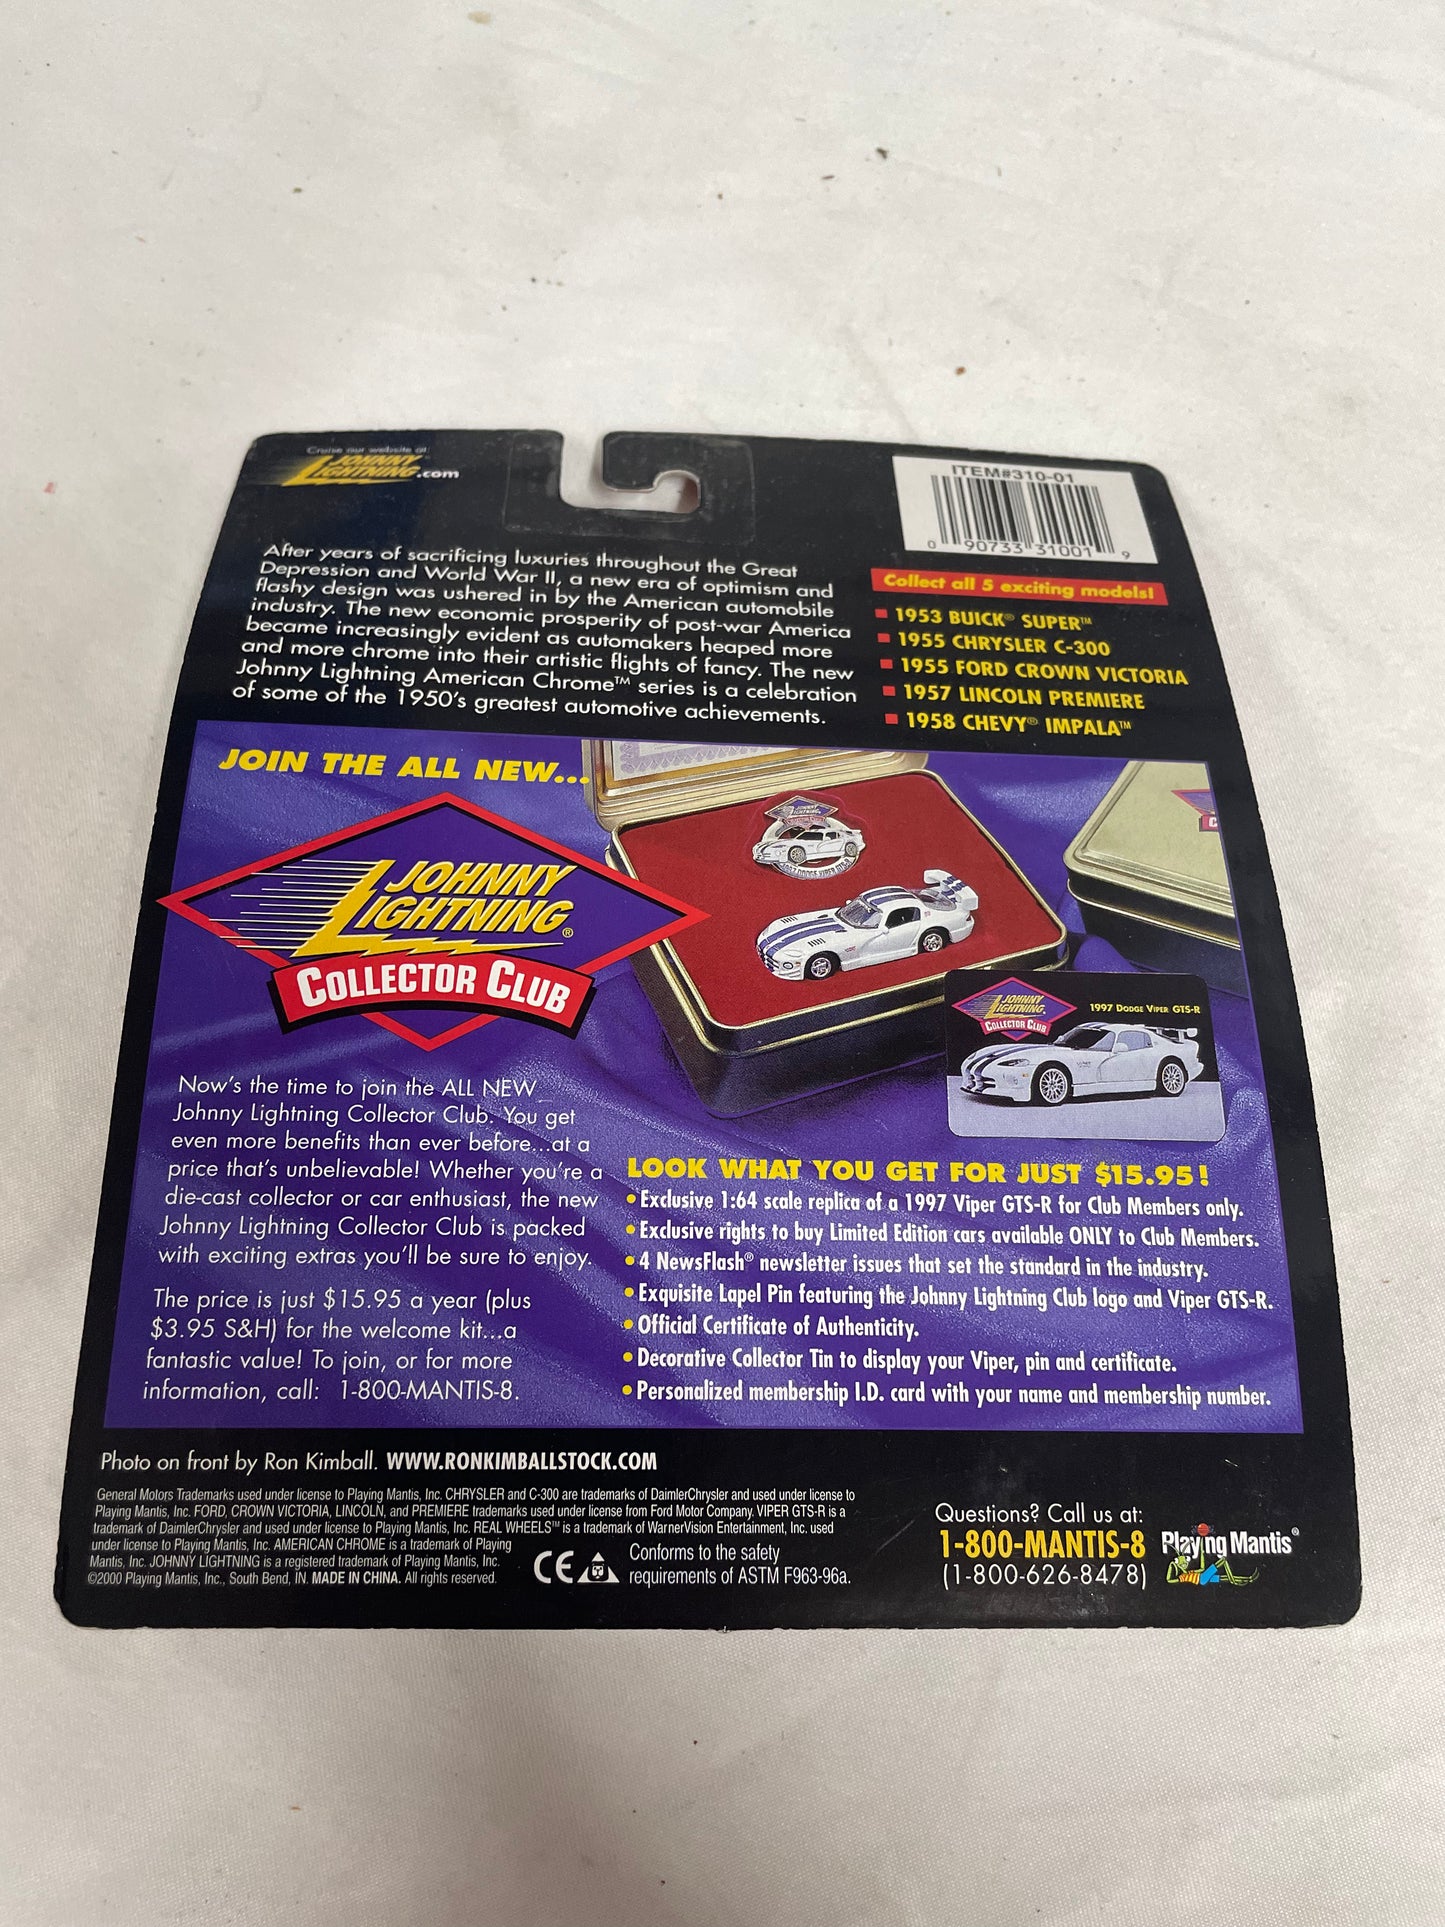 Cruise our website at
JOHNNY
LIGHTNING.com
ITEM#310-01
0 90733 31001 9
After years of sacrificing luxuries throughout the Great
Depression and World War II, a new era of optimism and
flashy design was ushered in by the American automobile
industry. The new economic prosperity of post-war America
became increasingly evident as automakers heaped more
and more chrome into their artistic flights of fancy. The new
Johnny Lightning American Chrome™ series is a celebration
of some of the 1950's greatest automotive achievements.
Collect all 5 exciting models!
1953 BUICK® SUPER™
1955 CHRYSLER C-300
1955 FORD CROWN VICTORIA
1957 LINCOLN PREMIERE
1958 CHEVY® IMPALA™
JOIN THE ALL NEW...
JOHNNY
LIGHTNING®
COLLECTOR CLUB
JOHNNY
LIGHTNING
COLLECTOR CLUB
1997 DODGE VIPER GTS-R
JOHNNY
LIGHTNING
COLLECTOR CLUB
1997 DODGE VIPER GTS-R
Now's the time to join the ALL NEW
Johnny Lightning Collector Club. You get
even more benefits than ever before...at a
price that's unbelievable! Whether you're a
die-cast collector or car enthusiast, the new
Johnny Lightning Collector Club is packed
with exciting extras you'll be sure to enjoy.
The price is just $15.95 a year (plus
$3.95 S&H) for the welcome kit...a
fantastic value! To join, or for more
information, call: 1-800-MANTIS-8.
LOOK WHAT YOU GET FOR JUST $15.95!
•Exclusive 1:64 scale replica of a 1997 Viper GTS-R for Club Members only.
•Exclusive rights to buy Limited Edition cars available ONLY to Club Members.
•4 NewsFlash® newsletter issues that set the standard in the industry.
•Exquisite Lapel Pin featuring the Johnny Lightning Club logo and Viper GTS-R.
•Official Certificate of Authenticity.
•Decorative Collector Tin to display your Viper, pin and certificate.
•Personalized membership I.D. card with your name and membership number.
Photo on front by Ron Kimball. WWW.RONKIMBALLSTOCK.COM
General Motors Trademarks used under license to Playing Mantis, Inc. CHRYSLER and C-300 are trademarks of DaimlerChrysler and used under license to
Playing Mantis, Inc. FORD, CROWN VICTORIA, LINCOLN, and PREMIERE trademarks used under license from Ford Motor Company. VIPER GTS-R is a
trademark of DaimlerChrysler and used under license to Playing Mantis, Inc. REAL WHEELS™ is a trademark of WarnerVision Entertainment, Inc. used
under license to Playing Mantis, Inc. AMERICAN CHROME is a trademark of Playing
Mantis, Inc. JOHNNY LIGHTNING is a registered trademark of Playing Mantis, Inc.
©2000 Playing Mantis, Inc., South Bend, IN. MADE IN CHINA. All rights reserved.
CE
Conforms to the safety
requirements of ASTM F963-96a.
Questions? Call us at:
1-800-MANTIS-8
(1-800-626-8478)
Playing Mantis®